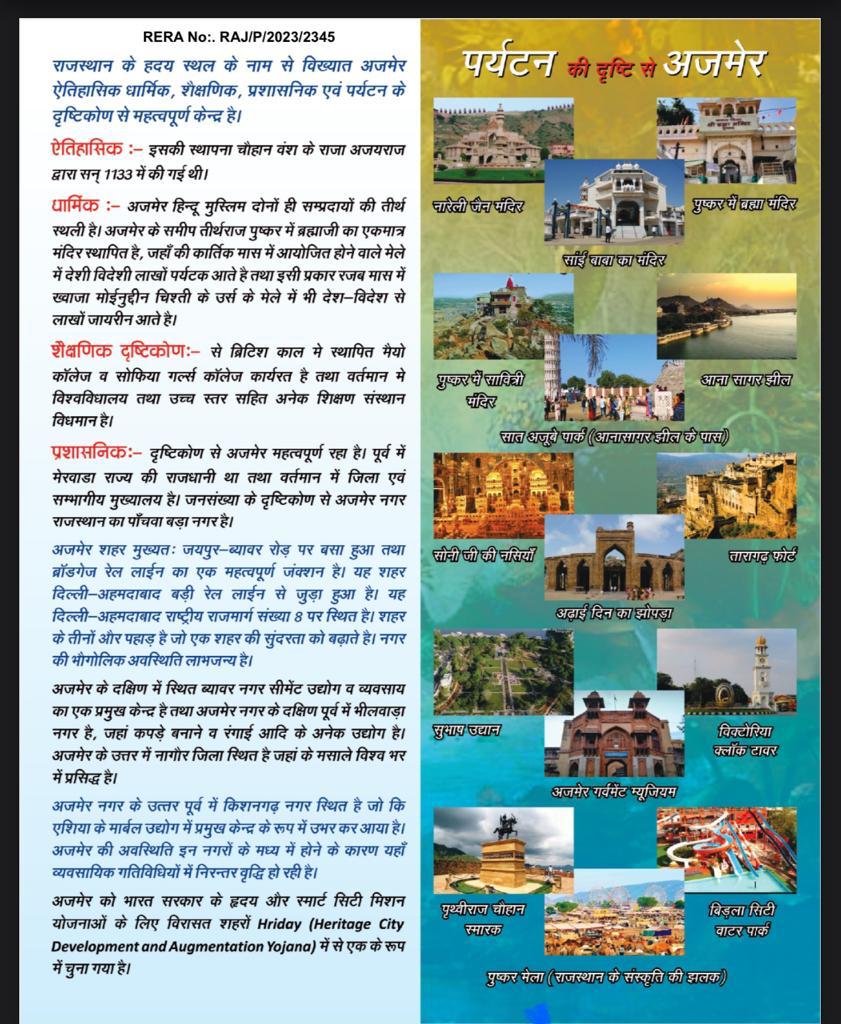 RERA No:. RAJ/P/2023/2345
राजस्थान के हदय स्थल के नाम से विख्यात अजमेर
ऐतिहासिक धार्मिक, शैक्षणिक, प्रशासनिक एवं पर्यटन के
दृष्टिकोण से महत्वपूर्ण केन्द्र है।
ऐतिहासिक :– इसकी स्थापना चौहान वंश के राजा अजयराज
द्वारा सन् 1133 में की गई थी।
धार्मिक :– अजमेर हिन्दू मुस्लिम दोनों ही सम्प्रदायों की तीर्थ
स्थली है। अजमेर के समीप तीर्थराज पुष्कर में ब्रह्माजी का एकमात्र
मंदिर स्थापित है, जहाँ की कार्तिक मास में आयोजित होने वाले मेले
में देशी विदेशी लाखों पर्यटक आते है तथा इसी प्रकार रजब मास में
ख्वाजा मोईनुद्दीन चिश्ती के उर्स के मेले में भी देश–विदेश से
लाखों जायरीन आते है।
शैक्षणिक दृष्टिकोण:– से ब्रिटिश काल मे स्थापित मैयो
कॉलेज व सोफिया गर्ल्स कॉलेज कार्यरत है तथा वर्तमान मे
विश्वविधालय तथा उच्च स्तर सहित अनेक शिक्षण संस्थान
विधमान है।
प्रशासनिक:– दृष्टिकोण से अजमेर महत्वपूर्ण रहा है। पूर्व में
मेरवाडा राज्य की राजधानी था तथा वर्तमान में जिला एवं
सम्भागीय मुख्यालय है। जनसंख्या के दृष्टिकोण से अजमेर नगर
राजस्थान का पाँचवा बड़ा नगर है।
अजमेर शहर मुख्यतः जयपुर–ब्यावर रोड़ पर बसा हुआ तथा
ब्रॉडगेज रेल लाईन का एक महत्वपूर्ण जंक्शन है। यह शहर
दिल्ली–अहमदाबाद बड़ी रेल लाईन से जुड़ा हुआ है। यह
दिल्ली–अहमदाबाद राष्ट्रीय राजमार्ग संख्या 8 पर स्थित है। शहर
के तीनों और पहाड़ है जो एक शहर की सुंदरता को बढ़ाते है। नगर
की भौगोलिक अवस्थिति लाभजन्य है।
अजमेर के दक्षिण में स्थित ब्यावर नगर सीमेंट उद्योग व व्यवसाय
का एक प्रमुख केन्द्र है तथा अजमेर नगर के दक्षिण पूर्व में भीलवाड़ा
नगर है, जहां कपड़े बनाने व रंगाई आदि के अनेक उद्योग है।
अजमेर के उत्तर में नागौर जिला स्थित है जहां के मसाले विश्व भर
में प्रसिद्ध है।
अजमेर नगर के उत्तर पूर्व में किशनगढ़ नगर स्थित है जो कि
एशिया के मार्बल उद्योग में प्रमुख केन्द्र के रूप में उभर कर आया है।
अजमेर की अवस्थिति इन नगरों के मध्य में होने के कारण यहाँ
व्यवसायिक गतिविधियों में निरन्तर वृद्धि हो रही है।
अजमेर को भारत सरकार के हृदय और स्मार्ट सिटी मिशन
योजनाओं के लिए विरासत शहरों Hriday (Heritage City
Development and Augmentation Yojana) में से एक के रूप
में चुना गया है।
पर्यटन की दृष्टि से अजमेर
नारेली जैन मंदिर
पुष्कर में ब्रह्मा मंदिर
सांई बाबा का मंदिर
पुष्कर में सावित्री
मंदिर
आना सागर झील
सात अजूबे पार्क (आनासागर झील के पास)
सोनी जी की नसियाँ
तारागढ़ फोर्ट
अढ़ाई दिन का झोपड़ा
सुभाष उद्यान
विक्टोरिया
क्लॉक टावर
अजमेर गर्वमेंट म्यूजियम
पृथ्वीराज चौहान
स्मारक
बिड़ला सिटी
वाटर पार्क
पुष्कर मेला (राजस्थान के संस्कृति की झलक)